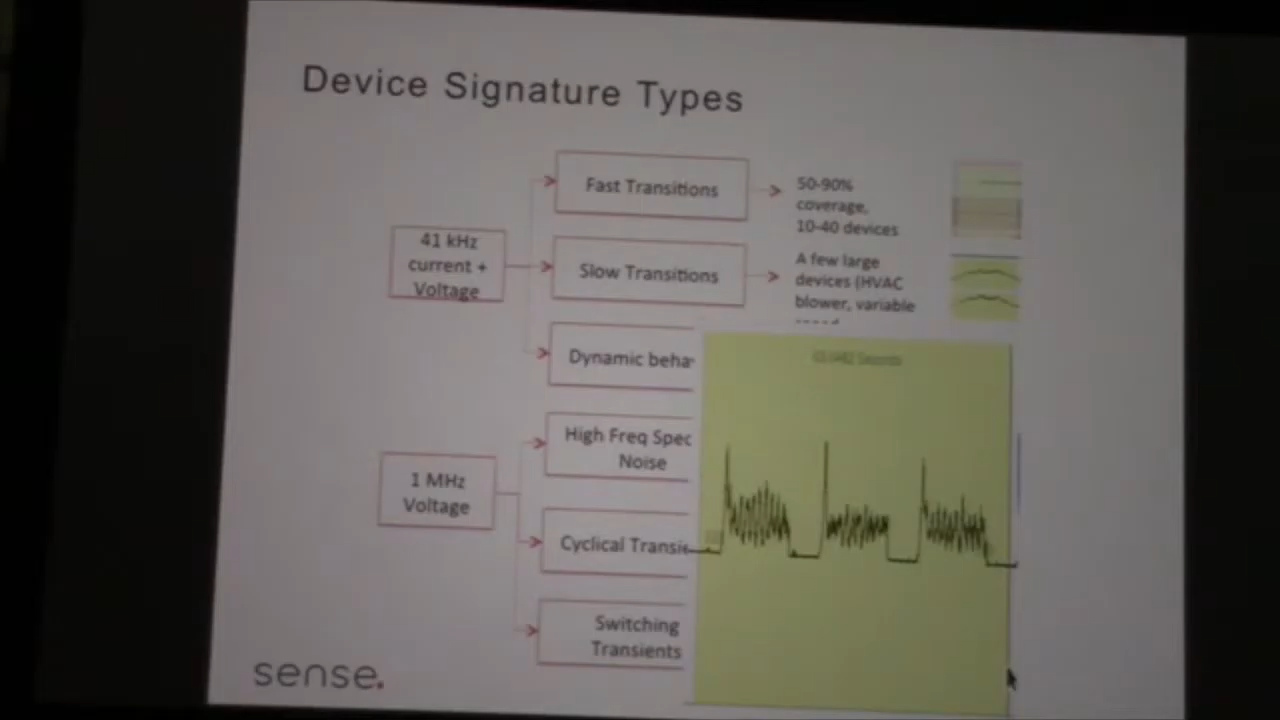 Device Signature Types
Fast Transitions
50-90%
coverage,
10-40 devices
41 kHz
current +
Voltage
Slow Transitions
A few large
devices (HVAC
blower, variable
Dynamic beha
High Freq Spec
Noise
1 MHz
Voltage
Cyclical Transie
Switching
Transients
sense.